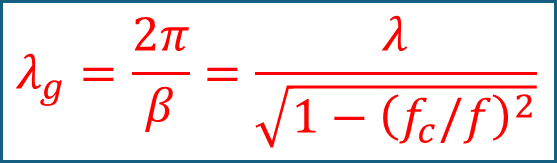 λ_g = 2π/β = λ/√(1 − (f_c/f)²)